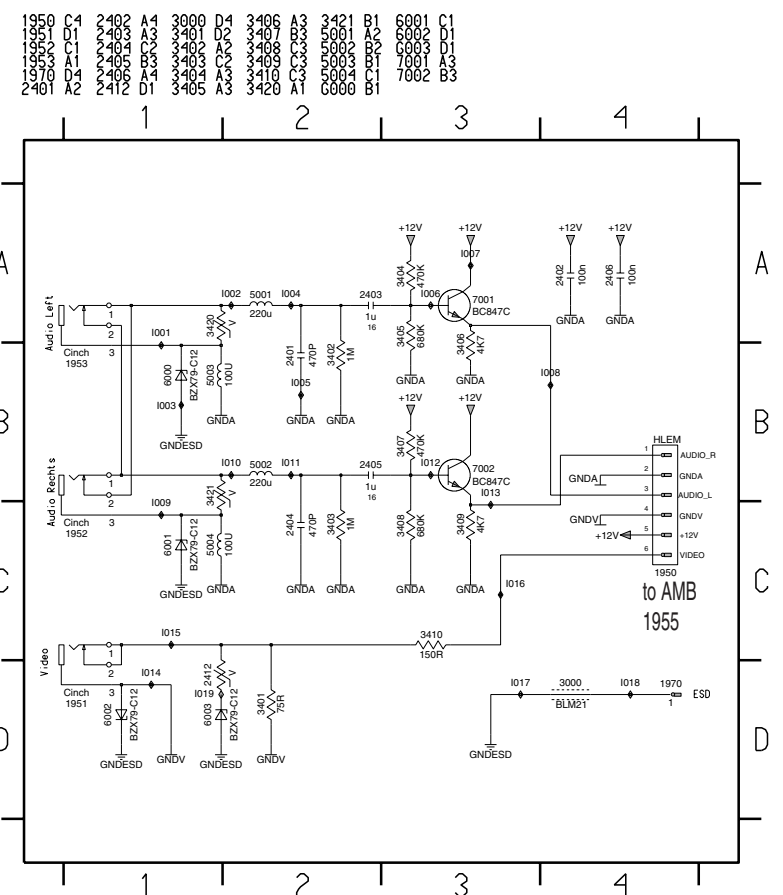 1950 C4 2402 A4 3000 D4 3406 A3 3421 B1 6001 C1
1951 D1 2403 A3 3401 D2 3407 B3 5001 A2 6002 D1
1952 C1 2404 C2 3402 A2 3408 C3 5002 B2 6003 D1
1953 A1 2405 B3 3403 C2 3409 C3 5003 B1 7001 A3
1970 D4 2406 A4 3404 A3 3410 C3 5004 C1 7002 B3
2401 A2 2412 D1 3405 A3 3420 A1 6000 B1
1 2 3 4
A A
+12V +12V +12V +12V
I007
3404 470K
2402 100n
2406 100n
I002 5001 I004 2403 I006
220u 1u 16
7001
BC847C
Audio Left
1
2
3
Cinch
1953
I001
3420 V
3405 680K
3406 4K7
GNDA GNDA
2401 470P
3402 1M
6000 BZX79-C12
5003 100U
I003
I005
I008
GNDESD
GNDA GNDA GNDA GNDA GNDA
B B
+12V +12V
3407 470K
I010 5002 I011 2405 I012
220u 1u 16
7002
BC847C
I013
HLEM
1 AUDIO_R
2 GNDA
3 AUDIO_L
4 GNDV
5 +12V
6 VIDEO
GNDA
GNDV
+12V
1950
to AMB
1955
Audio Rechts
1
2
3
Cinch
1952
I009
3421 V
6001 BZX79-C12
5004 100U
2404 470P
3403 1M
3408 680K
3409 4K7
GNDESD
GNDA GNDA GNDA GNDA GNDA
C C
I016
Video
1
2
3
Cinch
1951
I015
I014
3410
150R
2412 V
I019
6002 BZX79-C12
6003 BZX79-C12
3401 75R
GNDESD GNDV GNDESD GNDV
I017 3000 I018 1970
BLM21
1
ESD
GNDESD
D D
1 2 3 4